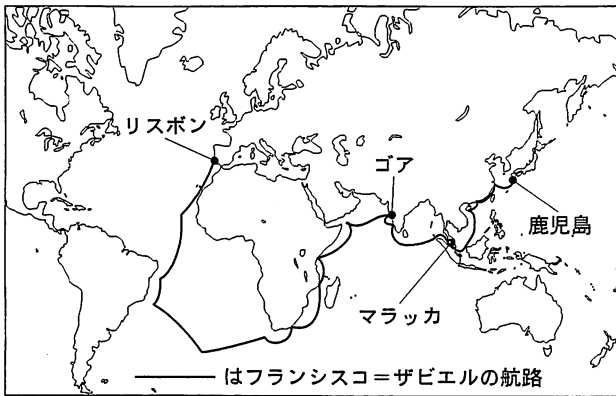 リスボン
ゴア
鹿児島
マラッカ
はフランシスコ＝ザビエルの航路